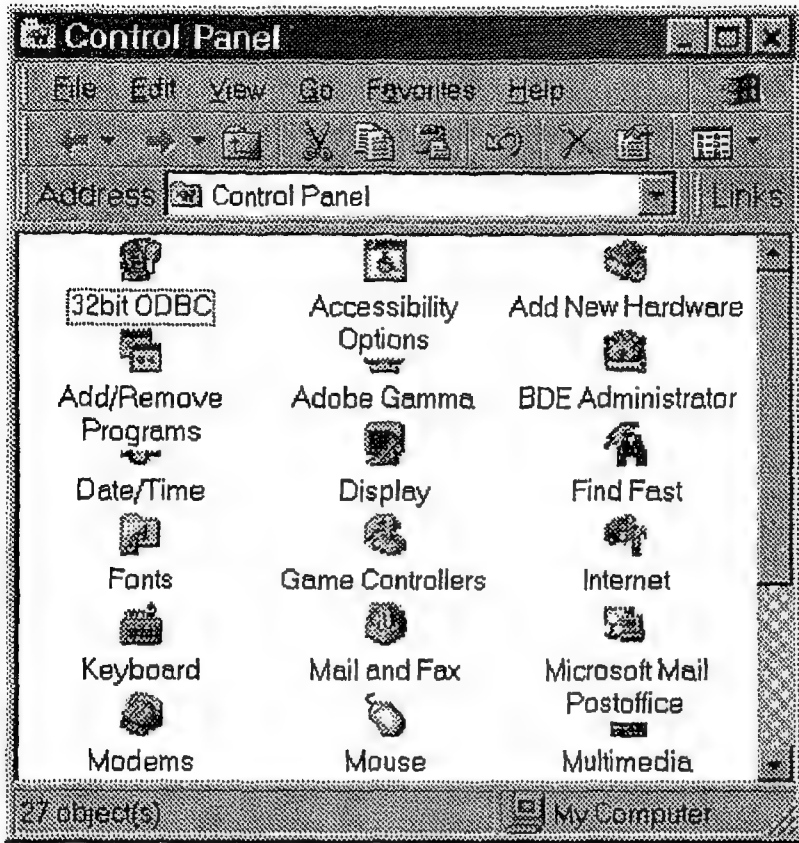 Control Panel
File Edit View Go Favorites Help
Address Control Panel Links
32bit ODBC Accessibility Options Add New Hardware
Add/Remove Programs Adobe Gamma BDE Administrator
Date/Time Display Find Fast
Fonts Game Controllers Internet
Keyboard Mail and Fax Microsoft Mail Postoffice
Modems Mouse Multimedia
27 object(s) My Computer